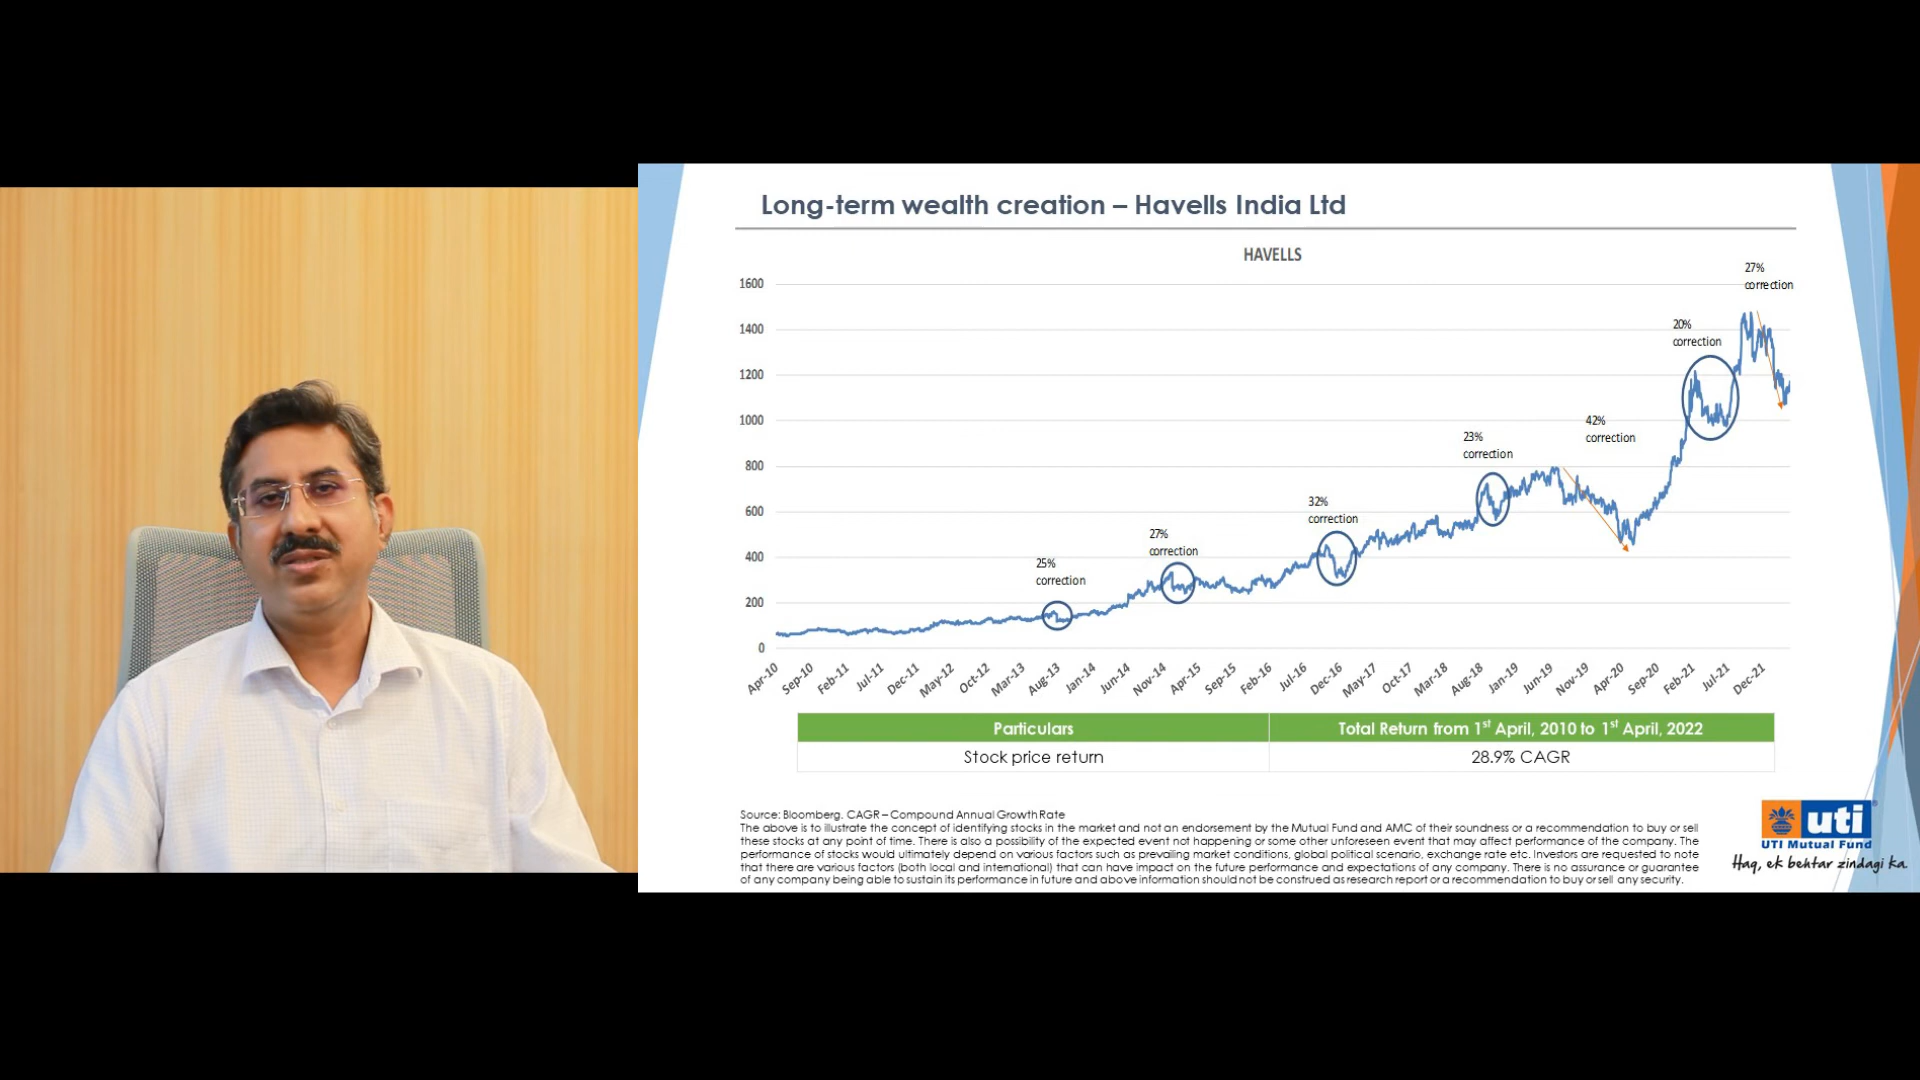 Long-term wealth creation – Havells India Ltd
HAVELLS
1600
1400
1200
1000
800
600
400
200
0
25%
correction
27%
correction
32%
correction
23%
correction
42%
correction
20%
correction
27%
correction
Apr-10 Sep-10 Feb-11 Jul-11 Dec-11 May-12 Oct-12 Mar-13 Aug-13 Jan-14 Jun-14 Nov-14 Apr-15 Sep-15 Feb-16 Jul-16 Dec-16 May-17 Oct-17 Mar-18 Aug-18 Jan-19 Jun-19 Nov-19 Apr-20 Sep-20 Feb-21 Jul-21 Dec-21
Particulars Total Return from 1st April, 2010 to 1st April, 2022
Stock price return 28.9% CAGR
Source: Bloomberg. CAGR – Compound Annual Growth Rate
The above is to illustrate the concept of identifying stocks in the market and not an endorsement by the Mutual Fund and AMC of their soundness or a recommendation to buy or sell
these stocks at any point of time. There is also a possibility of the expected event not happening or some other unforeseen event that may affect performance of the company. The
performance of stocks would ultimately depend on various factors such as prevailing market conditions, global political scenario, exchange rate etc. Investors are requested to note
that there are various factors (both local and international) that can have impact on the future performance and expectations of any company. There is no assurance or guarantee
of any company being able to sustain its performance in future and above information should not be construed as research report or a recommendation to buy or sell any security.
uti
UTI Mutual Fund
Haq, ek behtar zindagi ka.